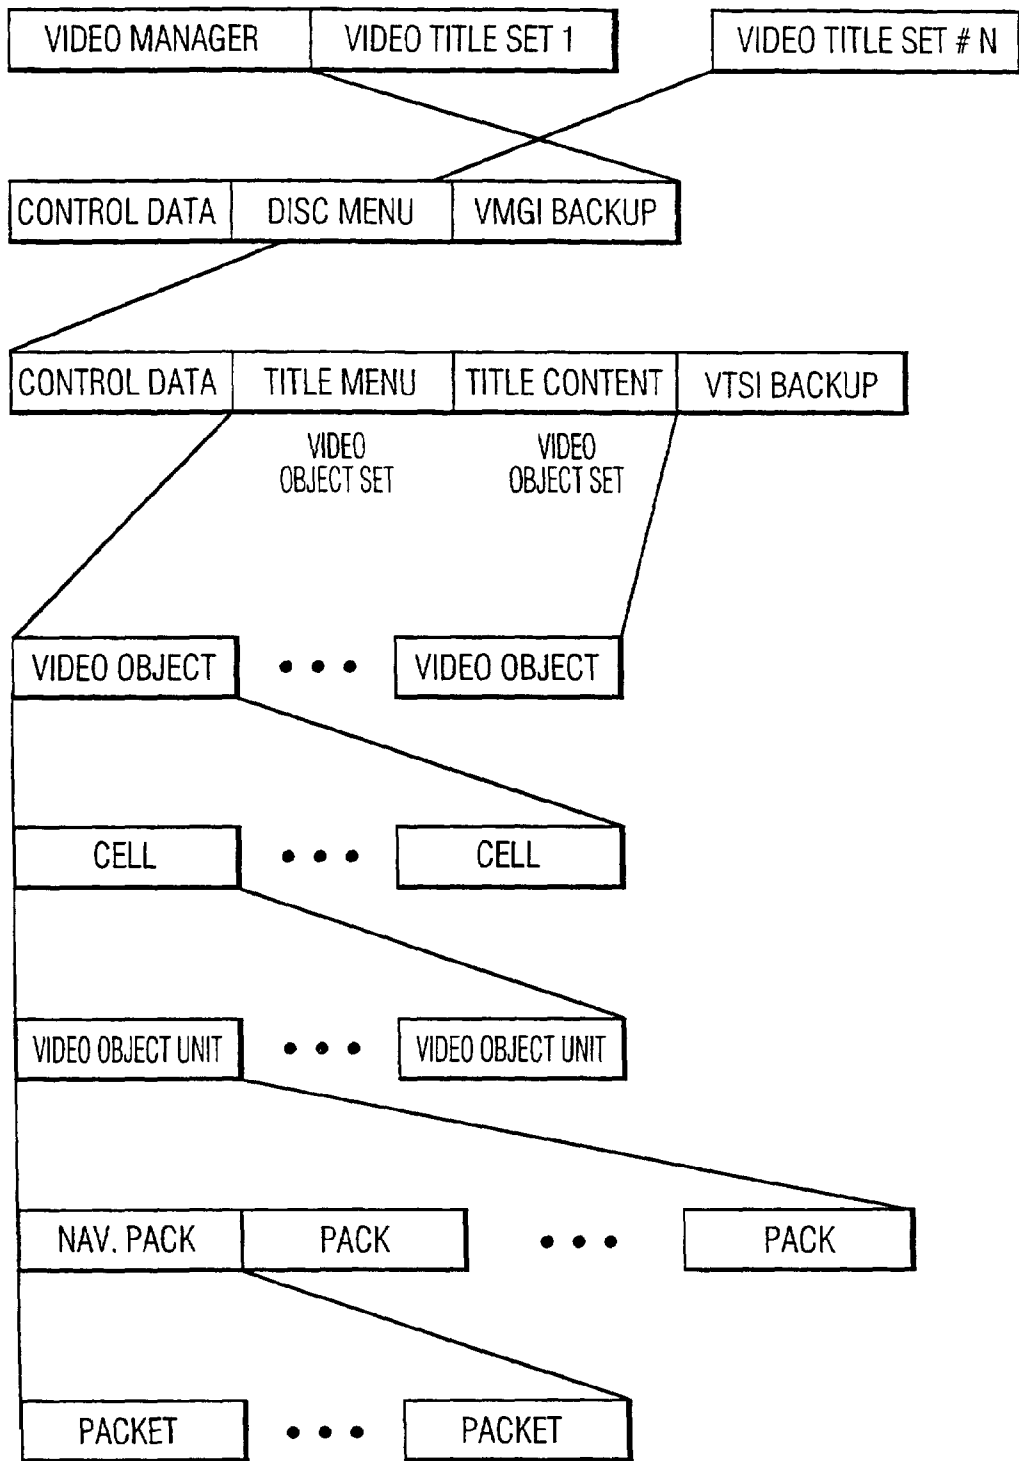 VIDEO MANAGER VIDEO TITLE SET 1 VIDEO TITLE SET # N
CONTROL DATA DISC MENU VMGI BACKUP
CONTROL DATA TITLE MENU TITLE CONTENT VTSI BACKUP
VIDEO OBJECT SET VIDEO OBJECT SET
VIDEO OBJECT VIDEO OBJECT
CELL CELL
VIDEO OBJECT UNIT VIDEO OBJECT UNIT
NAV. PACK PACK PACK
PACKET PACKET